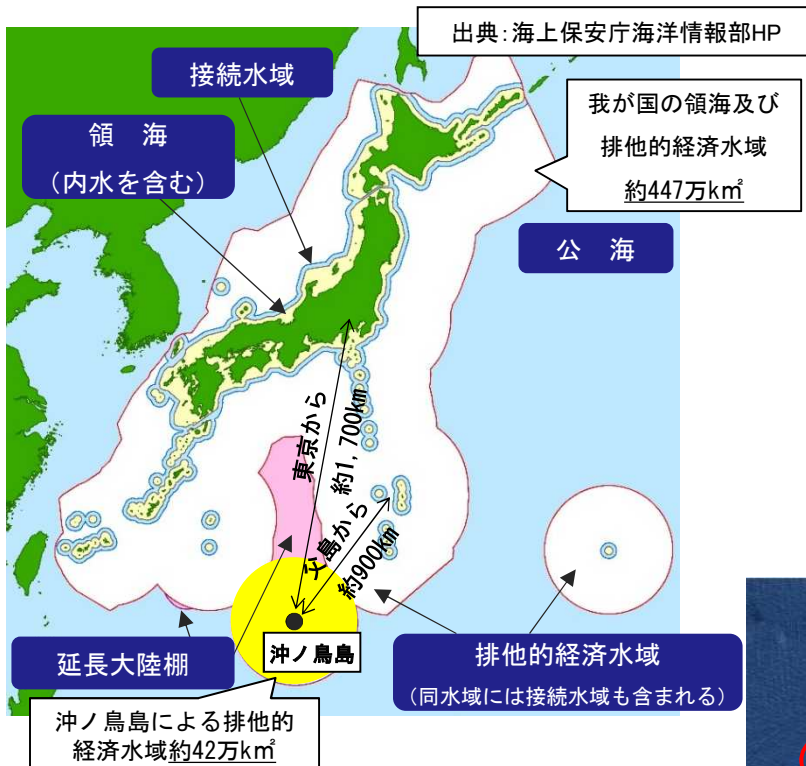 出典：海上保安庁海洋情報部HP
接続水域
領　海
（内水を含む）
我が国の領海及び
排他的経済水域
約447万k㎡
公　海
東京から
約1,700km
父島から
約900km
延長大陸棚
沖ノ鳥島
排他的経済水域
（同水域には接続水域も含まれる）
沖ノ鳥島による排他的
経済水域約42万k㎡